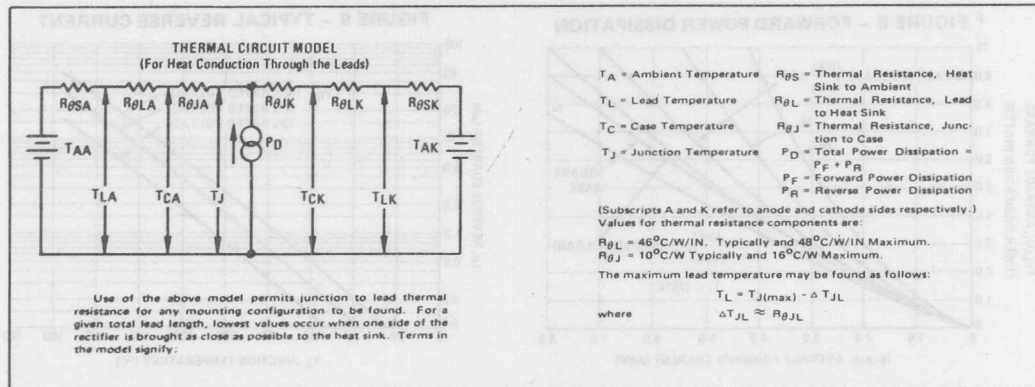 THERMAL CIRCUIT MODEL
(For Heat Conduction Through the Leads)
RθSA RθLA RθJA RθJK RθLK RθSK
TAA PD TAK
TLA TCA TJ TCK TLK
Use of the above model permits junction to lead thermal
resistance for any mounting configuration to be found. For a
given total lead length, lowest values occur when one side of the
rectifier is brought as close as possible to the heat sink. Terms in
the model signify:
TA = Ambient Temperature RθS = Thermal Resistance, Heat
Sink to Ambient
TL = Lead Temperature RθL = Thermal Resistance, Lead
to Heat Sink
TC = Case Temperature RθJ = Thermal Resistance, Junc-
tion to Case
TJ = Junction Temperature PD = Total Power Dissipation =
PF + PR
PF = Forward Power Dissipation
PR = Reverse Power Dissipation
(Subscripts A and K refer to anode and cathode sides respectively.)
Values for thermal resistance components are:
RθL = 46°C/W/IN. Typically and 48°C/W/IN Maximum.
RθJ = 10°C/W Typically and 16°C/W Maximum.
The maximum lead temperature may be found as follows:
TL = TJ(max) - Δ TJL
where ΔTJL ≈ RθJL
FIGURE 9 – TYPICAL REVERSE CURRENT
FIGURE 8 – FORWARD POWER DISSIPATION